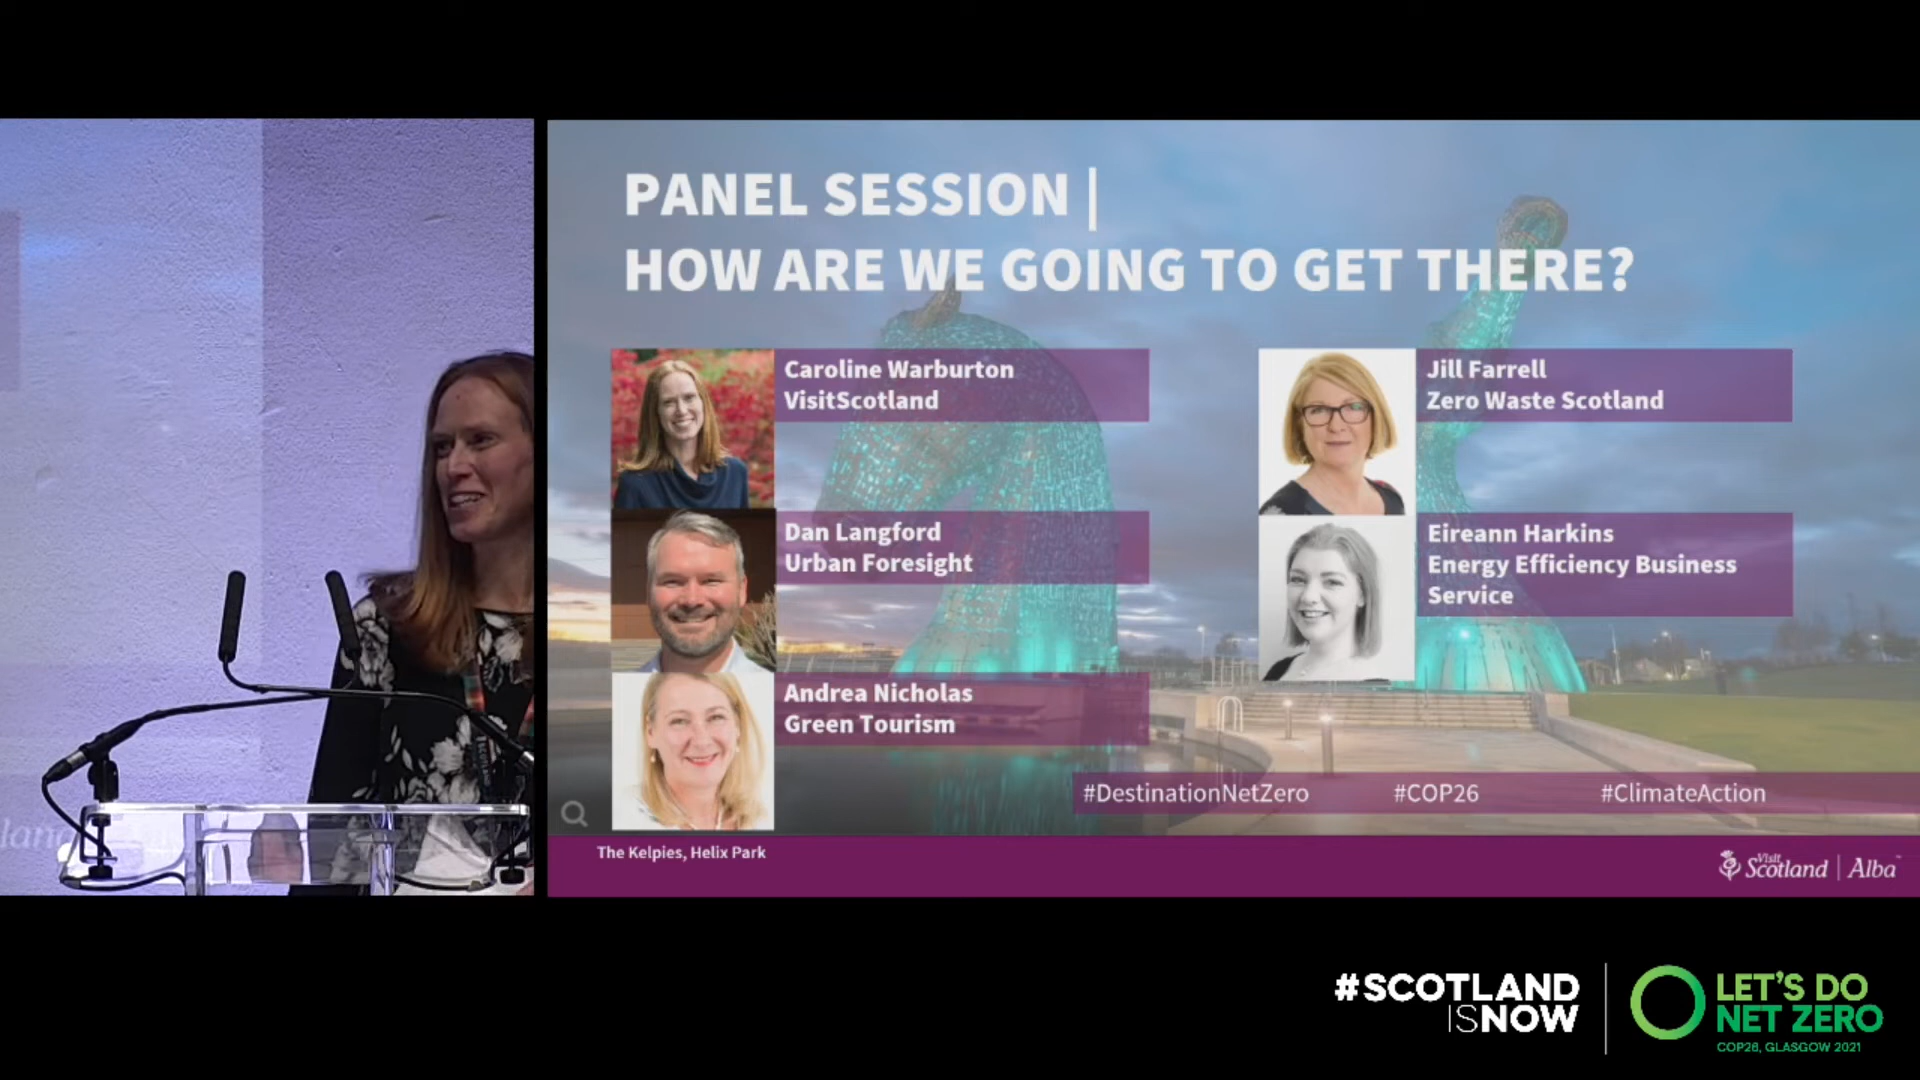 PANEL SESSION |
HOW ARE WE GOING TO GET THERE?
Caroline Warburton
VisitScotland
Dan Langford
Urban Foresight
Andrea Nicholas
Green Tourism
Jill Farrell
Zero Waste Scotland
Eireann Harkins
Energy Efficiency Business
Service
#DestinationNetZero #COP26 #ClimateAction
The Kelpies, Helix Park
Visit
Scotland | Alba
SCOTLAND
#SCOTLAND
ISNOW
LET'S DO
NET ZERO
COP26, GLASGOW 2021